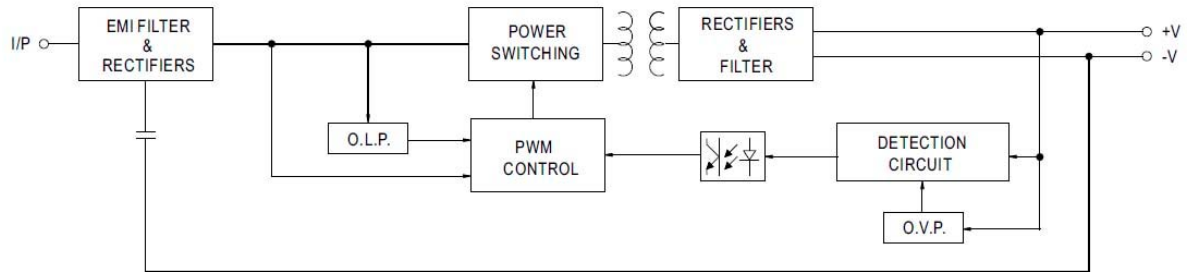 I/P
EMI FILTER
&
RECTIFIERS
POWER
SWITCHING
RECTIFIERS
&
FILTER
+V
-V
O.L.P.
PWM
CONTROL
DETECTION
CIRCUIT
O.V.P.